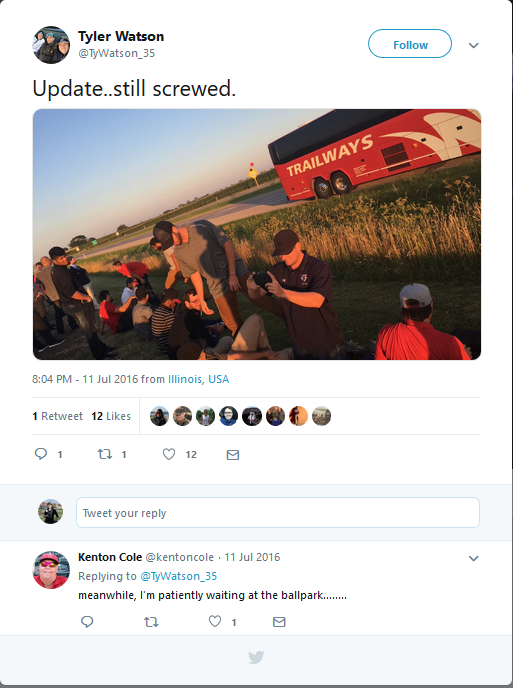 Tyler Watson
@TyWatson_35
Follow
Update..still screwed.
TRAILWAYS
8:04 PM - 11 Jul 2016 from Illinois, USA
1 Retweet 12 Likes
1 1 12
Tweet your reply
Kenton Cole @kentoncole · 11 Jul 2016
Replying to @TyWatson_35
meanwhile, I'm patiently waiting at the ballpark........
1